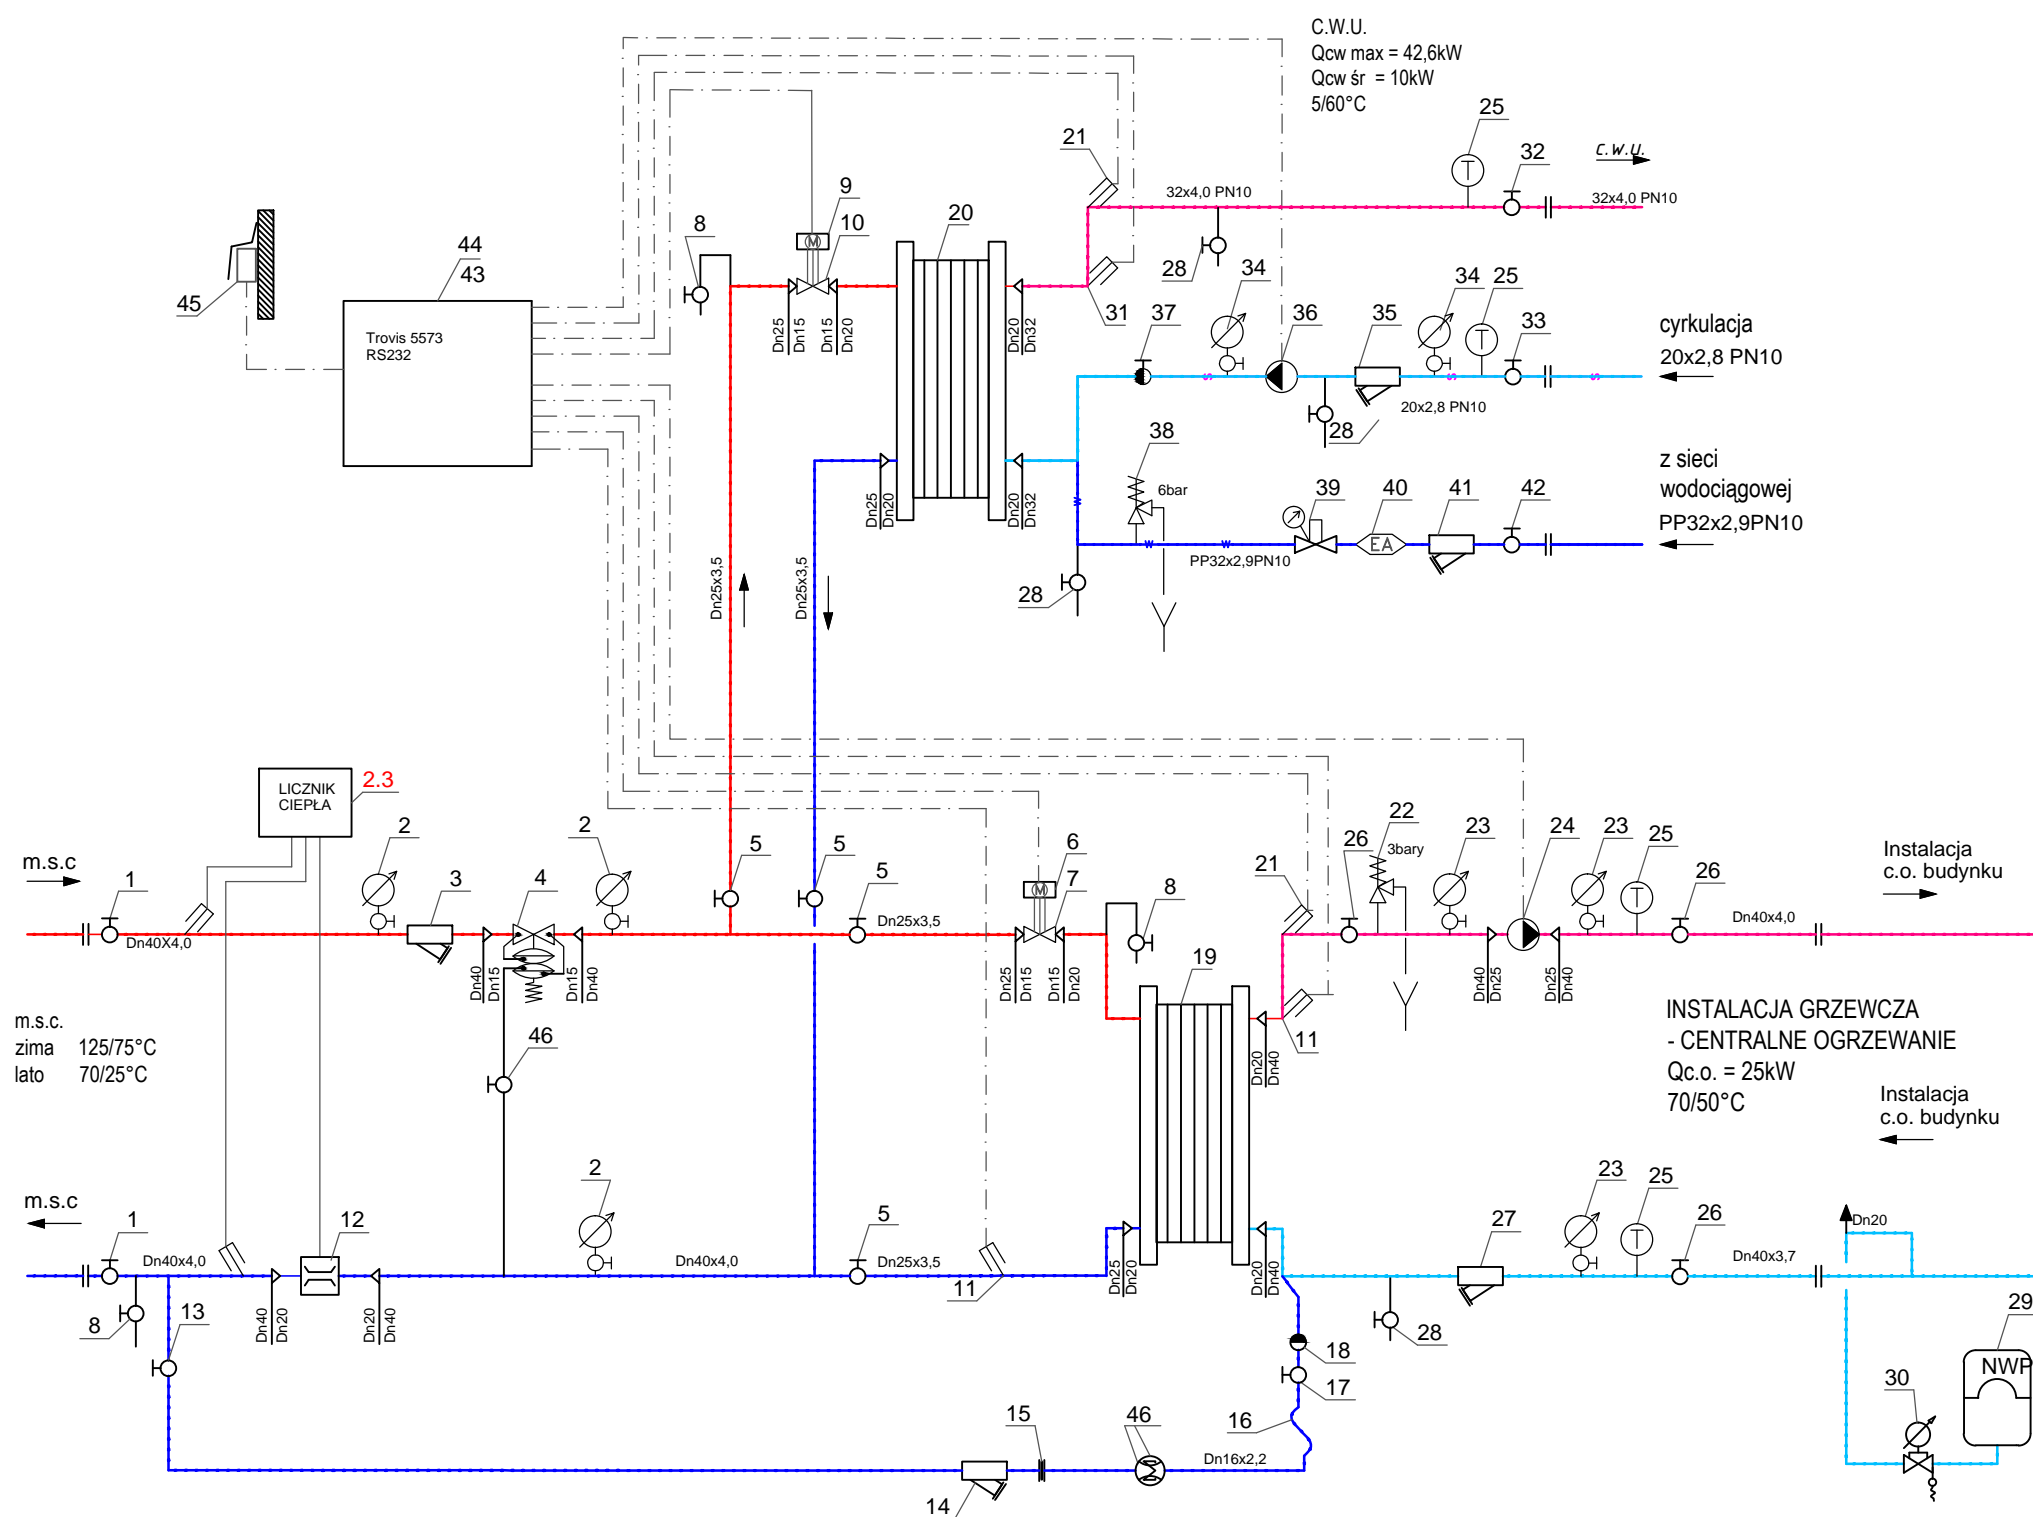 C.W.U.
Qcw max = 42,6kW
Qcw śr = 10kW
5/60°C
25
32
C.W.U.
21
32x4,0 PN10
32x4,0 PN10
9
8
10
20
44
43
45
Trovis 5573
RS232
28
34
34
25
31
37
36
35
33
cyrkulacja
20x2,8 PN10
Dn25
Dn15
Dn15
Dn20
Dn20
Dn32
M
T
T
S
S
S
28
20x2,8 PN10
38
6bar
39
40
41
42
z sieci
wodociągowej
PP32x2,9PN10
EA
W
W
W
PP32x2,9PN10
Dn25
Dn20
Dn20
Dn32
28
Dn25x3,5
Dn25x3,5
LICZNIK
CIEPŁA
2.3
m.s.c
1
2
3
4
2
5
5
5
6
7
8
M
21
26
22
3bary
23
24
23
25
T
26
Instalacja
c.o. budynku
Dn40X4,0
Dn25x3,5
Dn40x4,0
Dn40
Dn15
Dn15
Dn40
Dn25
Dn15
Dn15
Dn20
19
Dn40
Dn25
Dn25
Dn40
m.s.c.
zima 125/75°C
lato 70/25°C
46
Dn20
Dn40
11
INSTALACJA GRZEWCZA
- CENTRALNE OGRZEWANIE
Qc.o. = 25kW
70/50°C
Instalacja
c.o. budynku
m.s.c
1
12
2
5
27
23
25
T
26
Dn20
Dn40x4,0
Dn40x4,0
Dn25x3,5
Dn40x3,7
Dn40
Dn20
Dn20
Dn40
11
Dn25
Dn20
Dn20
Dn40
8
13
28
18
17
29
NWP
30
15
46
16
Dn16x2,2
14